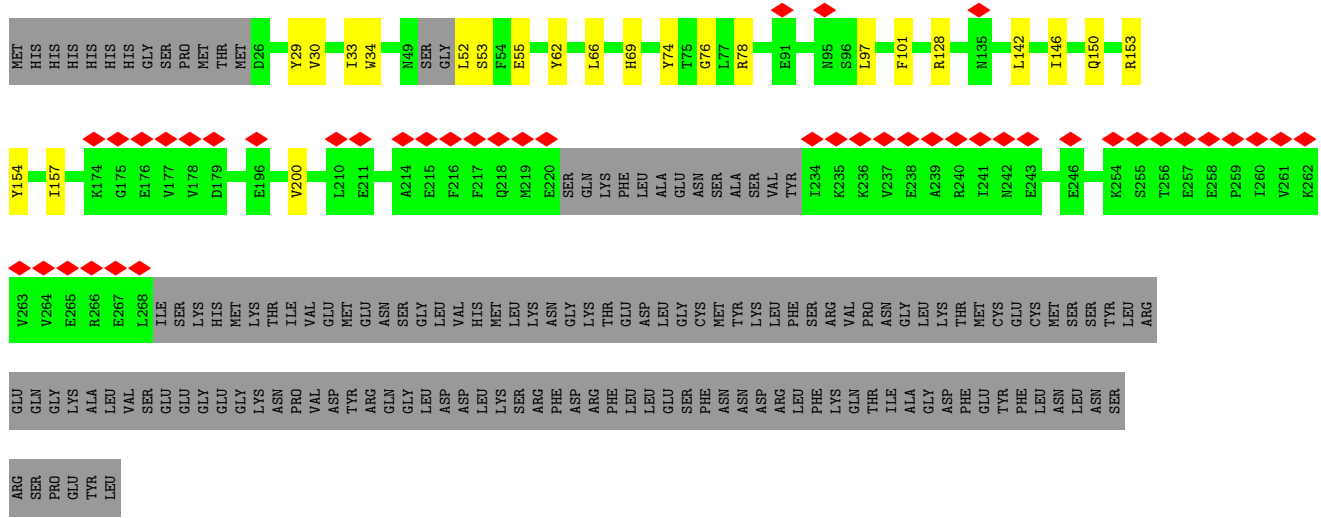 MET HIS HIS HIS HIS HIS HIS GLY SER PRO MET THR MET D26 Y29 V30 I33 W34 N49 SER GLY L52 S53 F54 E55 Y62 L66 H69 Y74 T75 G76 L77 R78 E91 N95 S96 L97 F101 R128 N135 L142 I146 Q150 R153
Y154 I157 K174 G175 E176 V177 V178 D179 E196 V200 L210 E211 A214 E215 F216 F217 Q218 M219 E220 SER GLN LYS PHE LEU ALA GLU ASN SER ALA SER VAL TYR I234 K235 K236 V237 E238 A239 R240 I241 N242 E243 E246 K254 S255 T256 E257 E258 P259 I260 V261 K262
V263 V264 E265 R266 E267 L268 ILE SER LYS HIS MET LYS THR ILE VAL GLU MET GLU ASN SER GLY LEU VAL HIS MET LEU LYS ASN GLY LYS THR GLU ASP LEU GLY CYS MET TYR LYS LEU PHE SER ARG VAL PRO ASN GLY LEU LYS THR MET CYS GLU CYS MET SER SER TYR LEU ARG
GLU GLN GLY LYS ALA LEU VAL SER GLU GLU GLY GLU GLY LYS ASN PRO VAL ASP TYR ARG GLN GLY LEU ASP ASP LEU LYS SER ARG PHE ASP ARG PHE LEU LEU GLU SER PHE ASN ASN ASP ARG LEU PHE LYS GLN THR ILE ALA GLY ASP PHE GLU TYR PHE LEU ASN LEU ASN SER
ARG SER PRO GLU TYR LEU